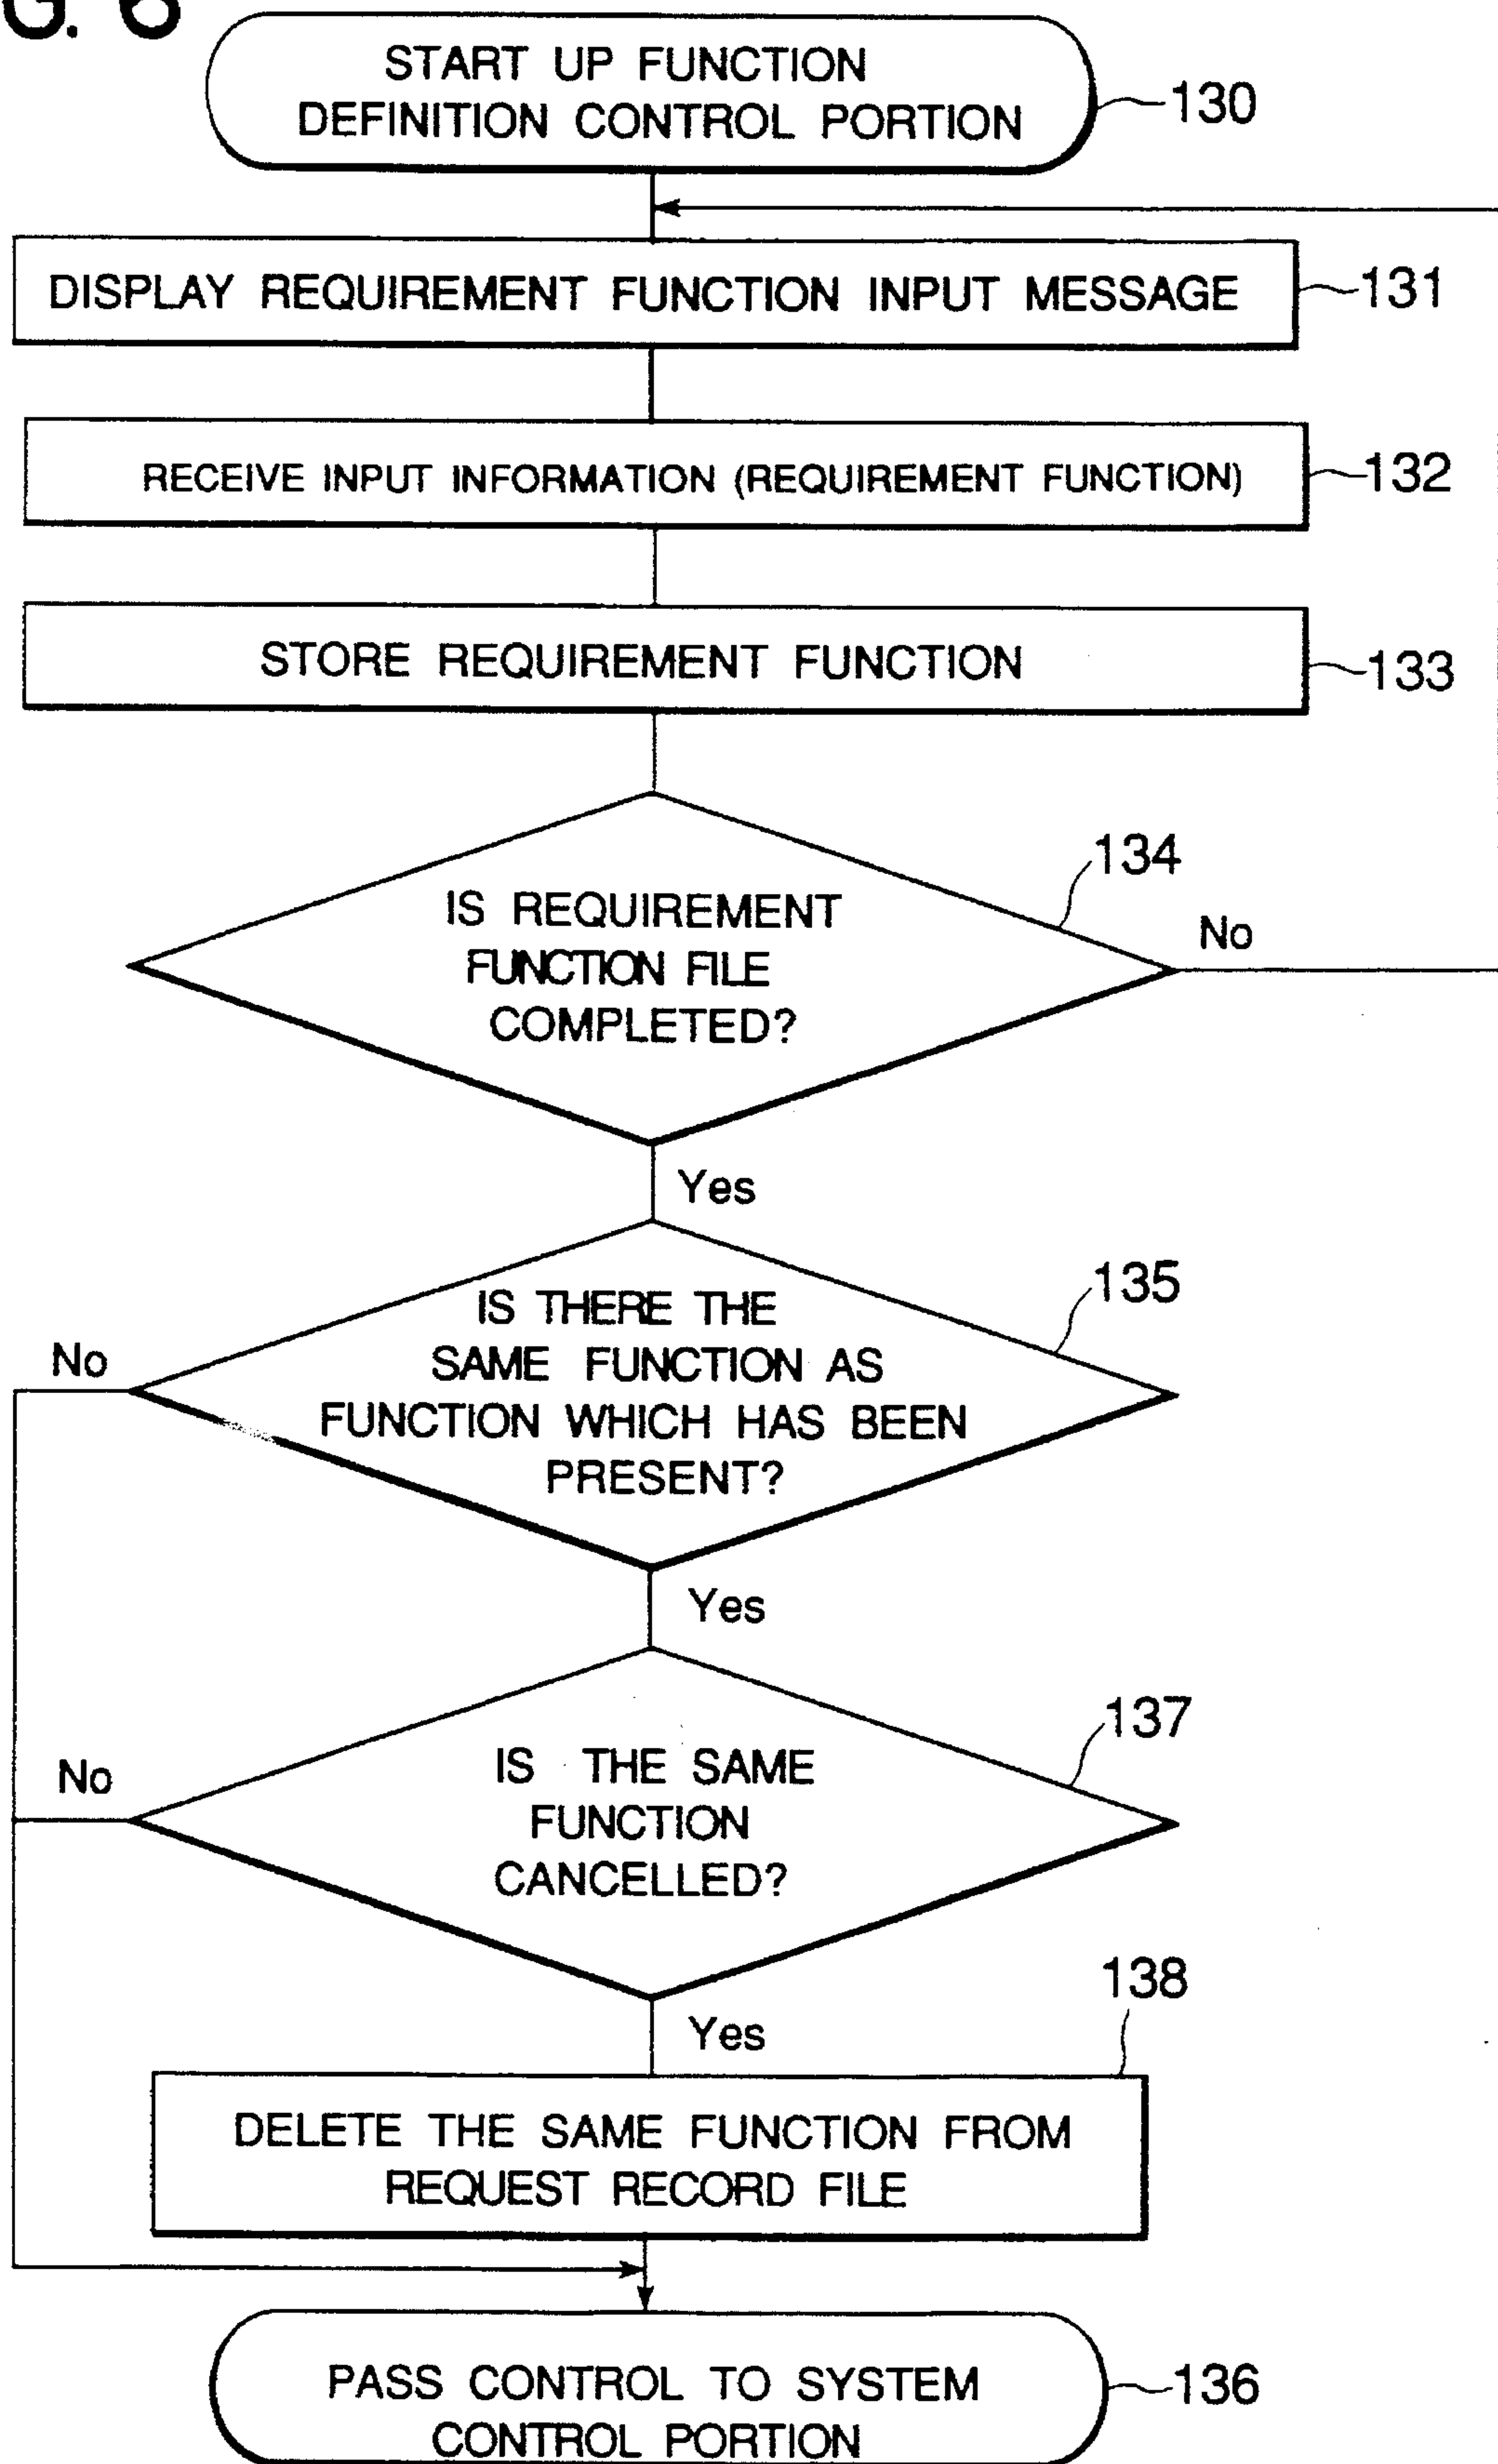 G. 6
START UP FUNCTION
DEFINITION CONTROL PORTION
130
DISPLAY REQUIREMENT FUNCTION INPUT MESSAGE
131
RECEIVE INPUT INFORMATION (REQUIREMENT FUNCTION)
132
STORE REQUIREMENT FUNCTION
133
134
IS REQUIREMENT
FUNCTION FILE
COMPLETED?
No
Yes
135
IS THERE THE
SAME FUNCTION AS
FUNCTION WHICH HAS BEEN
PRESENT?
No
Yes
137
IS THE SAME
FUNCTION
CANCELLED?
No
Yes
138
DELETE THE SAME FUNCTION FROM
REQUEST RECORD FILE
PASS CONTROL TO SYSTEM
CONTROL PORTION
136